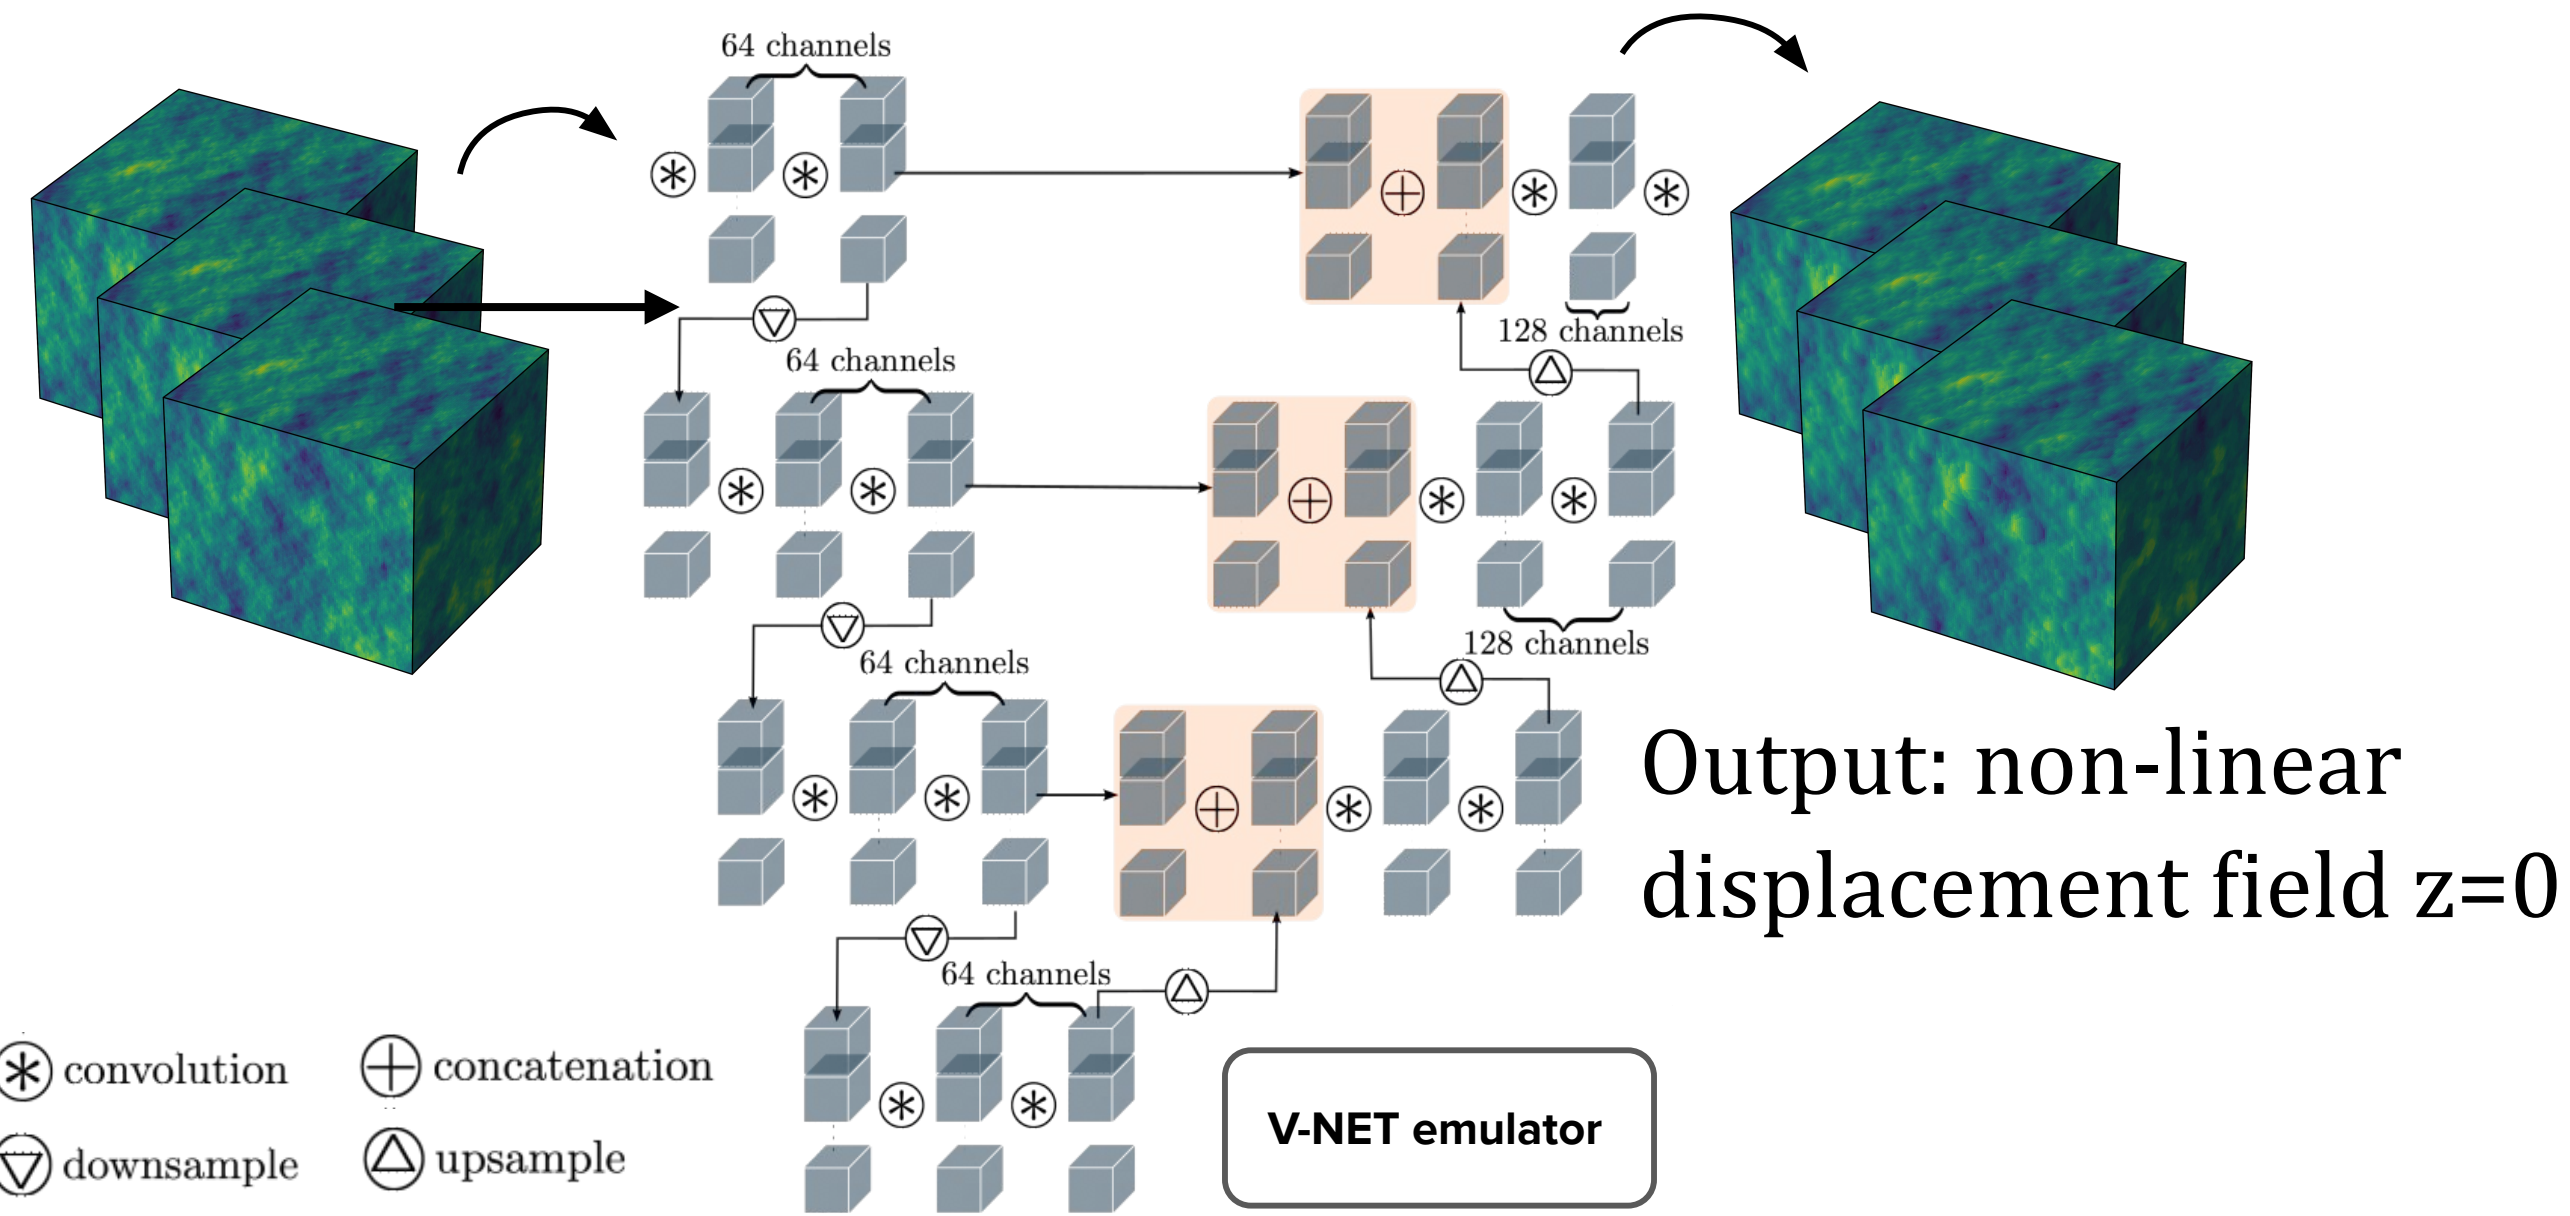 64 channels
128 channels
64 channels
128 channels
64 channels
Output: non-linear
displacement field z=0
64 channels
convolution
concatenation
V-NET emulator
downsample
upsample